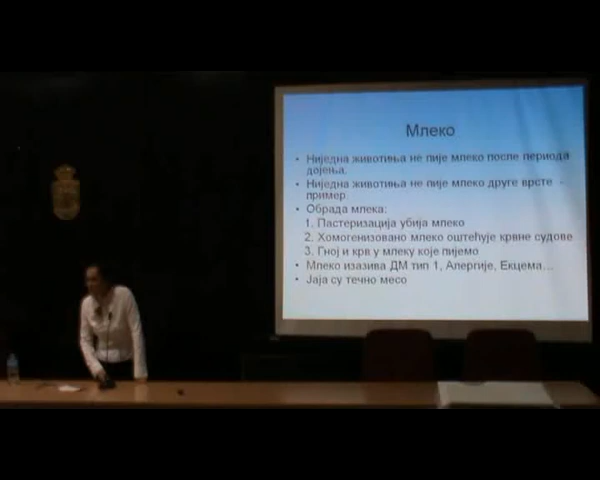 Млеко
• Ниједна животиња не пије млеко после периода
дојења.
• Ниједна животиња не пије млеко друге врсте -
пример
• Обрада млека:
1. Пастеризација убија млеко
2. Хомогенизовано млеко оштећује крвне судове
3. Гној и крв у млеку које пијемо
• Млеко изазива ДМ тип 1, Алергије, Екцема...
• Јаја су течно месо